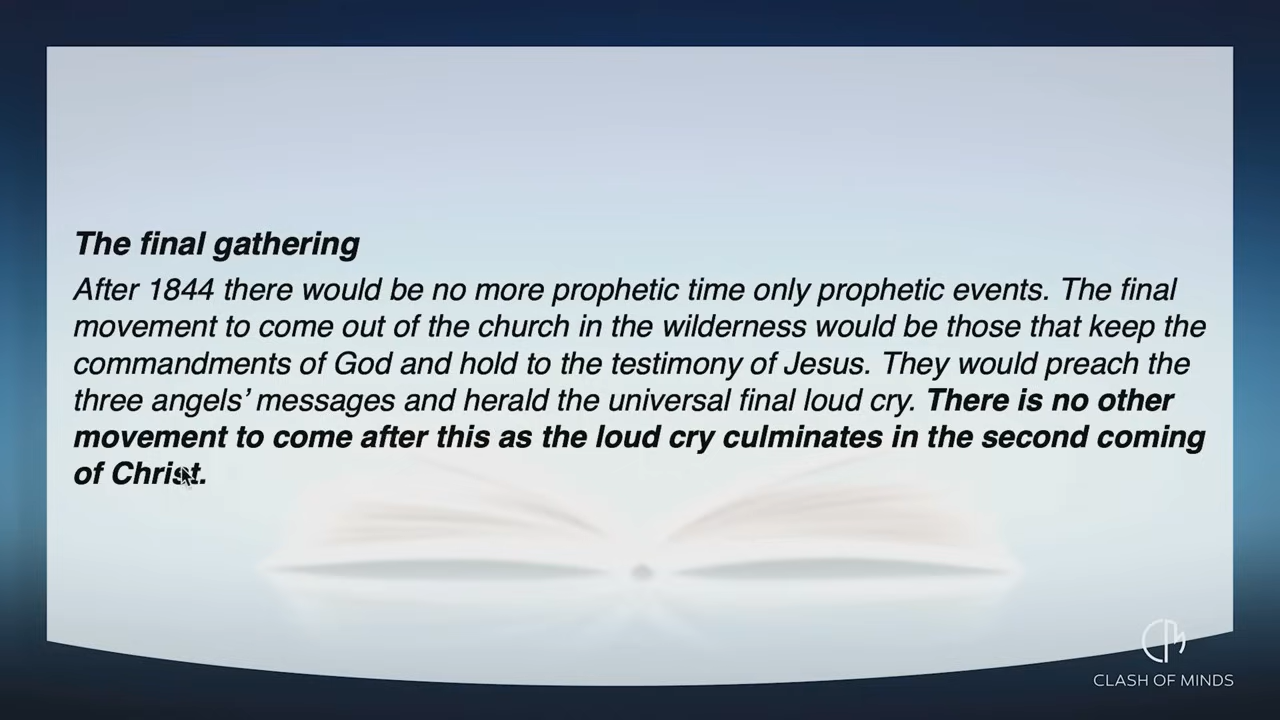 The final gathering
After 1844 there would be no more prophetic time only prophetic events. The final
movement to come out of the church in the wilderness would be those that keep the
commandments of God and hold to the testimony of Jesus. They would preach the
three angels’ messages and herald the universal final loud cry. There is no other
movement to come after this as the loud cry culminates in the second coming
of Christ.
CLASH OF MINDS